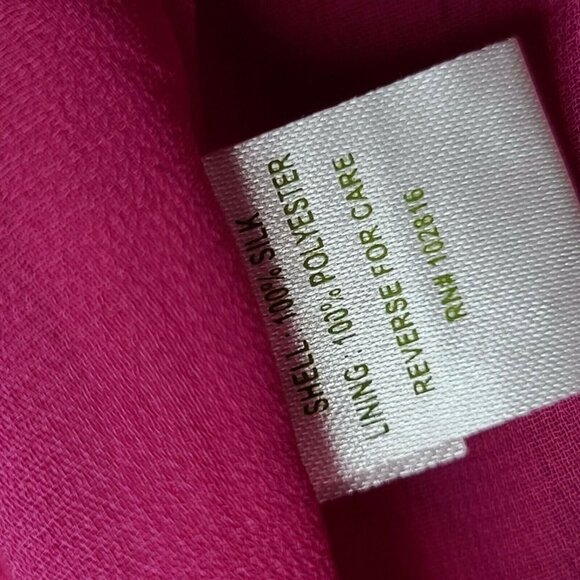 SHELL: 100% SILK
LINING : 100% POLYESTER
REVERSE FOR CARE
RN# 102816